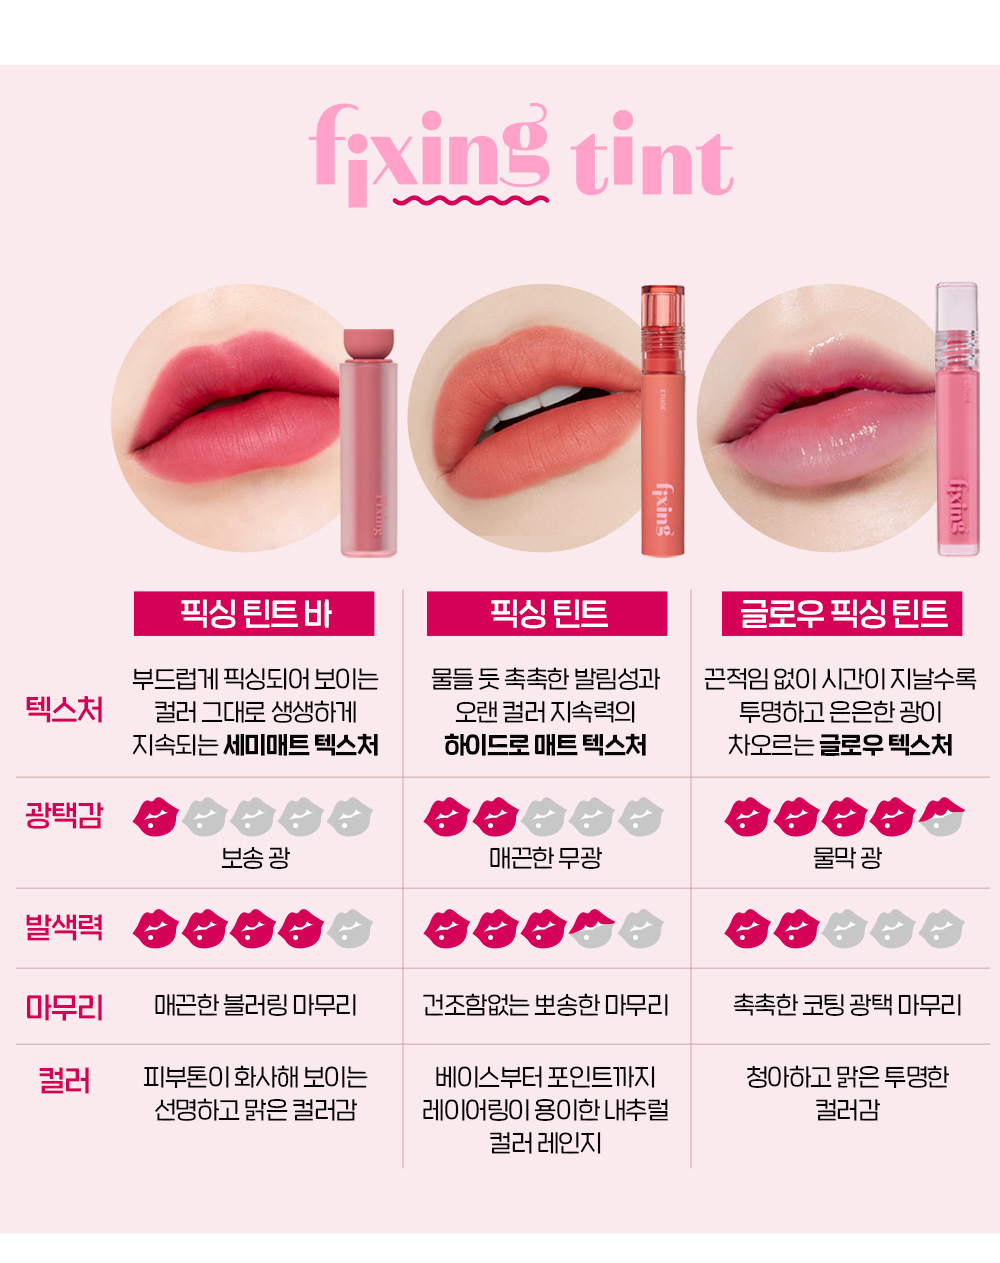 fixing tint
ETUDE
fixing
fixing
fixing
픽싱 틴트 바
픽싱 틴트
글로우 픽싱 틴트
텍스처
부드럽게 픽싱되어 보이는
컬러 그대로 생생하게
지속되는 세미매트 텍스처
물들 듯 촉촉한 발림성과
오랜 컬러 지속력의
하이드로 매트 텍스처
끈적임 없이 시간이 지날수록
투명하고 은은한 광이
차오르는 글로우 텍스처
광택감
보송 광
매끈한 무광
물막 광
발색력
마무리
매끈한 블러링 마무리
건조함없는 뽀송한 마무리
촉촉한 코팅 광택 마무리
컬러
피부톤이 화사해 보이는
선명하고 맑은 컬러감
베이스부터 포인트까지
레이어링이 용이한 내추럴
컬러 레인지
청아하고 맑은 투명한
컬러감